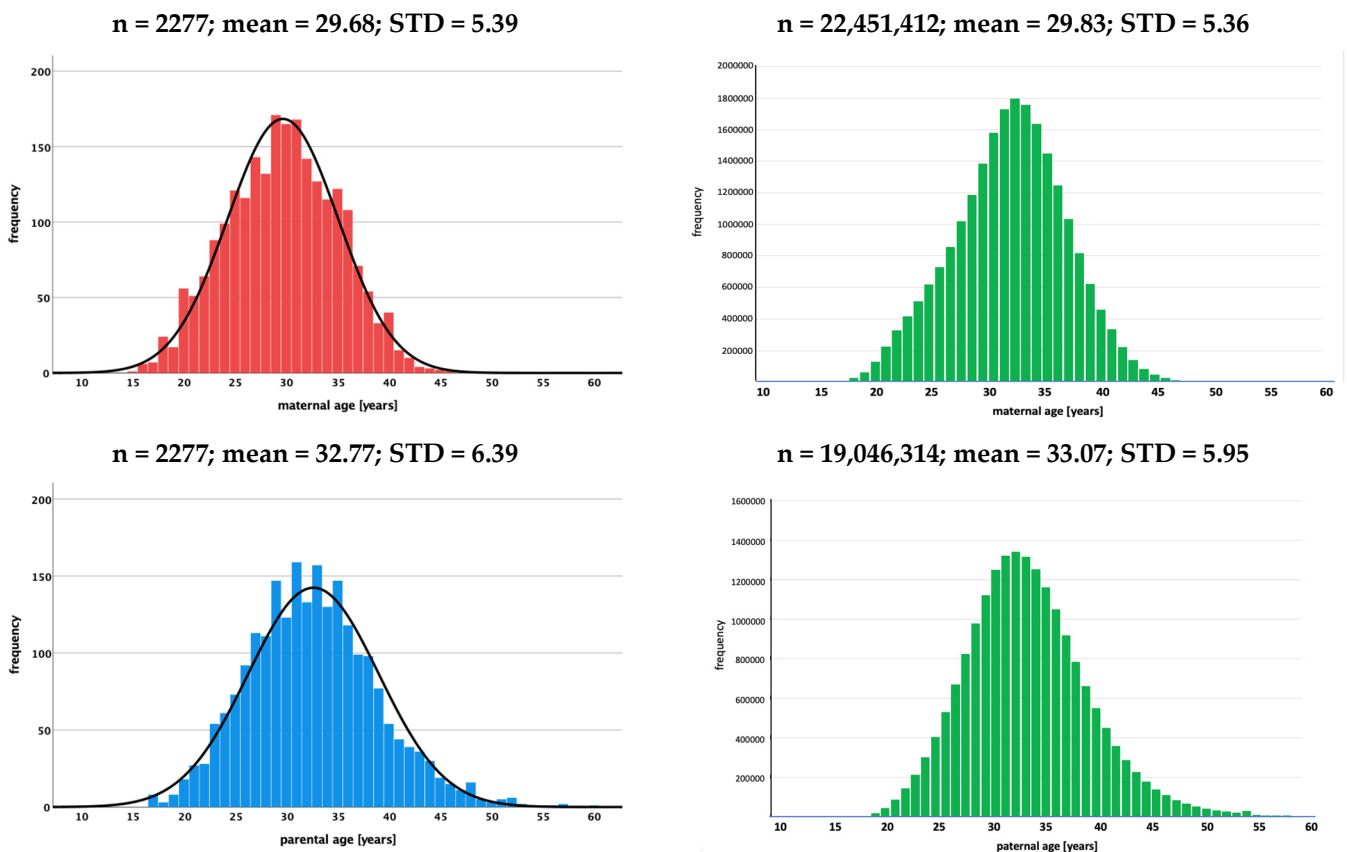 n = 2277; mean = 29.68; STD = 5.39
200
150
100
50
0
frequency
10 15 20 25 30 35 40 45 50 55 60
maternal age [years]
n = 22,451,412; mean = 29.83; STD = 5.36
2000000
1800000
1600000
1400000
1200000
1000000
800000
600000
400000
200000
frequency
10 15 20 25 30 35 40 45 50 55 60
maternal age [years]
n = 2277; mean = 32.77; STD = 6.39
200
150
100
50
0
frequency
10 15 20 25 30 35 40 45 50 55 60
parental age [years]
n = 19,046,314; mean = 33.07; STD = 5.95
1600000
1400000
1200000
1000000
800000
600000
400000
200000
frequency
10 15 20 25 30 35 40 45 50 55 60
paternal age [years]